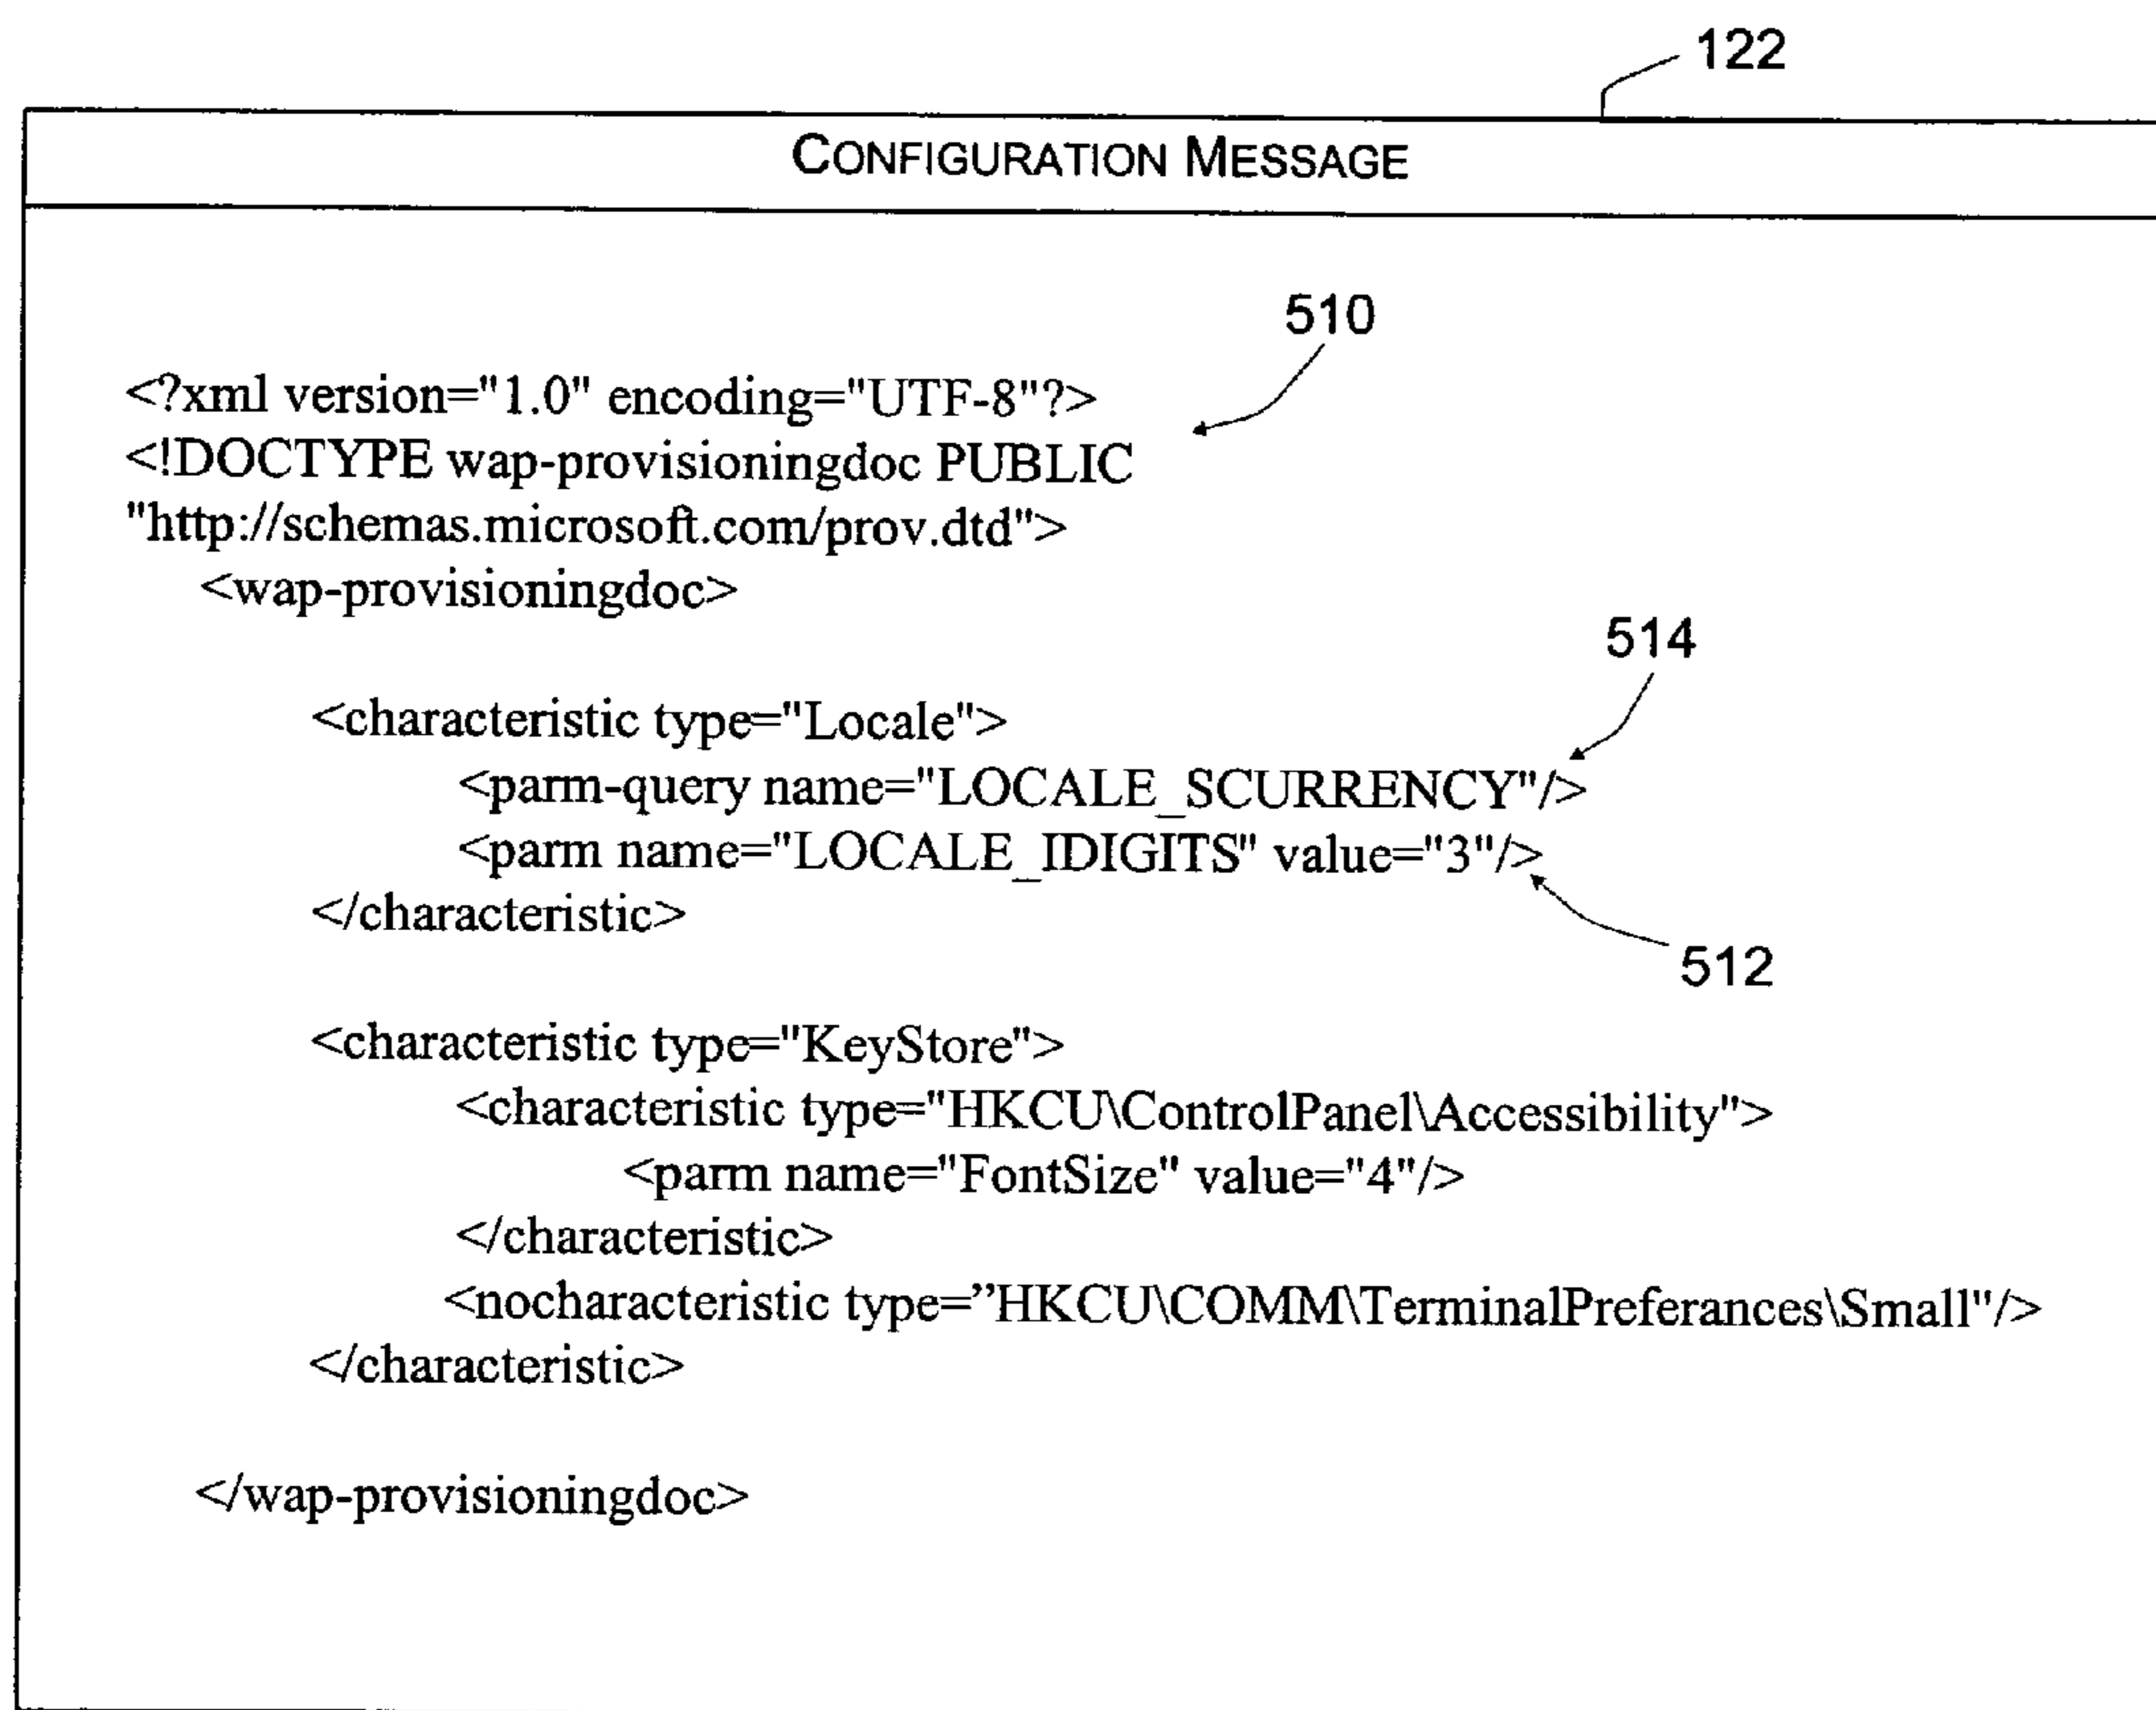 122
CONFIGURATION MESSAGE
510
<?xml version="1.0" encoding="UTF-8"?>
<!DOCTYPE wap-provisioningdoc PUBLIC
"http://schemas.microsoft.com/prov.dtd">
<wap-provisioningdoc>
514
<characteristic type="Locale">
<parm-query name="LOCALE_SCURRENCY"/>
<parm name="LOCALE_IDIGITS" value="3"/>
</characteristic>
512
<characteristic type="KeyStore">
<characteristic type="HKCU\ControlPanel\Accessibility">
<parm name="FontSize" value="4"/>
</characteristic>
<nocharacteristic type=”HKCU\COMM\TerminalPreferances\Small"/>
</characteristic>
</wap-provisioningdoc>